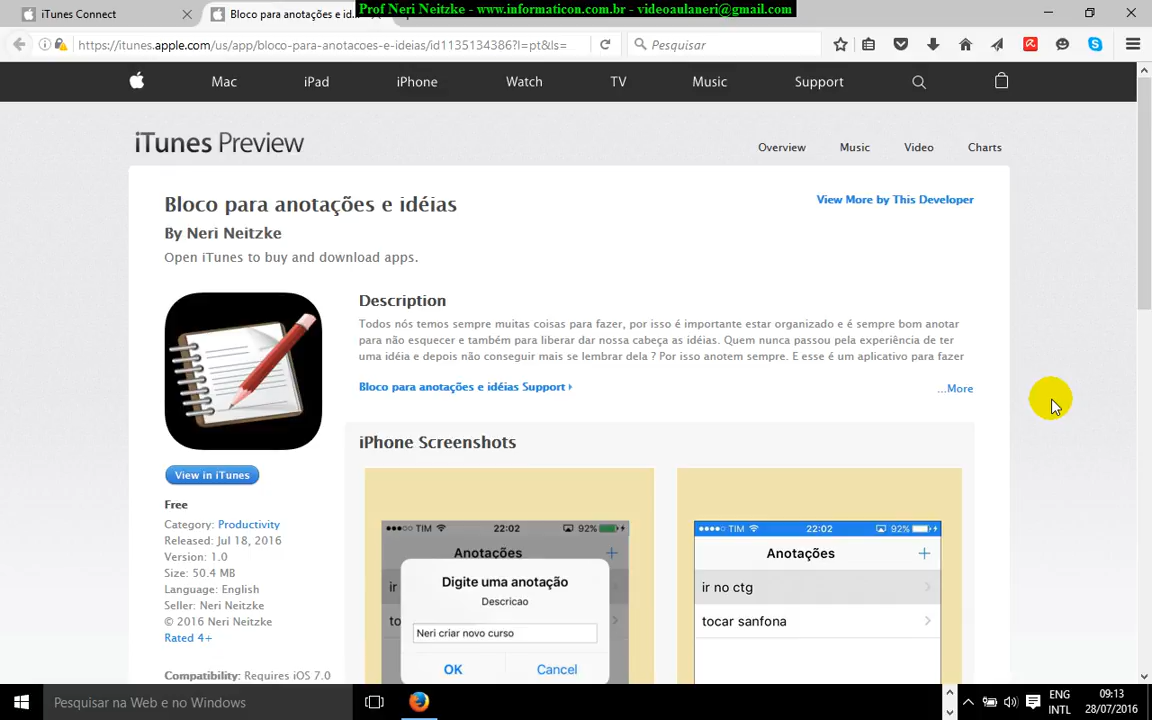 Prof Neri Neitzke - www.informaticon.com.br - videoaulaneri@gmail.com
iTunes Connect
Bloco para anotações e id...
https://itunes.apple.com/us/app/bloco-para-anotacoes-e-ideias/id1135134386?l=pt&ls=
Pesquisar
Mac
iPad
iPhone
Watch
TV
Music
Support
iTunes Preview
Overview
Music
Video
Charts
Bloco para anotações e idéias
View More by This Developer
By Neri Neitzke
Open iTunes to buy and download apps.
Description
Todos nós temos sempre muitas coisas para fazer, por isso é importante estar organizado e é sempre bom anotar
para não esquecer e também para liberar dar nossa cabeça as idéias. Quem nunca passou pela experiência de ter
uma idéia e depois não conseguir mais se lembrar dela ? Por isso anotem sempre. E esse é um aplicativo para fazer
Bloco para anotações e idéias Support
...More
iPhone Screenshots
View in iTunes
Free
Category: Productivity
Released: Jul 18, 2016
Version: 1.0
Size: 50.4 MB
Language: English
Seller: Neri Neitzke
© 2016 Neri Neitzke
Rated 4+
Compatibility: Requires iOS 7.0
TIM 22:02 92%
Anotações
ir
to
Digite uma anotação
Descricao
Neri criar novo curso
OK
Cancel
TIM 22:02 92%
Anotações
ir no ctg
tocar sanfona
Pesquisar na Web e no Windows
ENG
INTL
09:13
28/07/2016